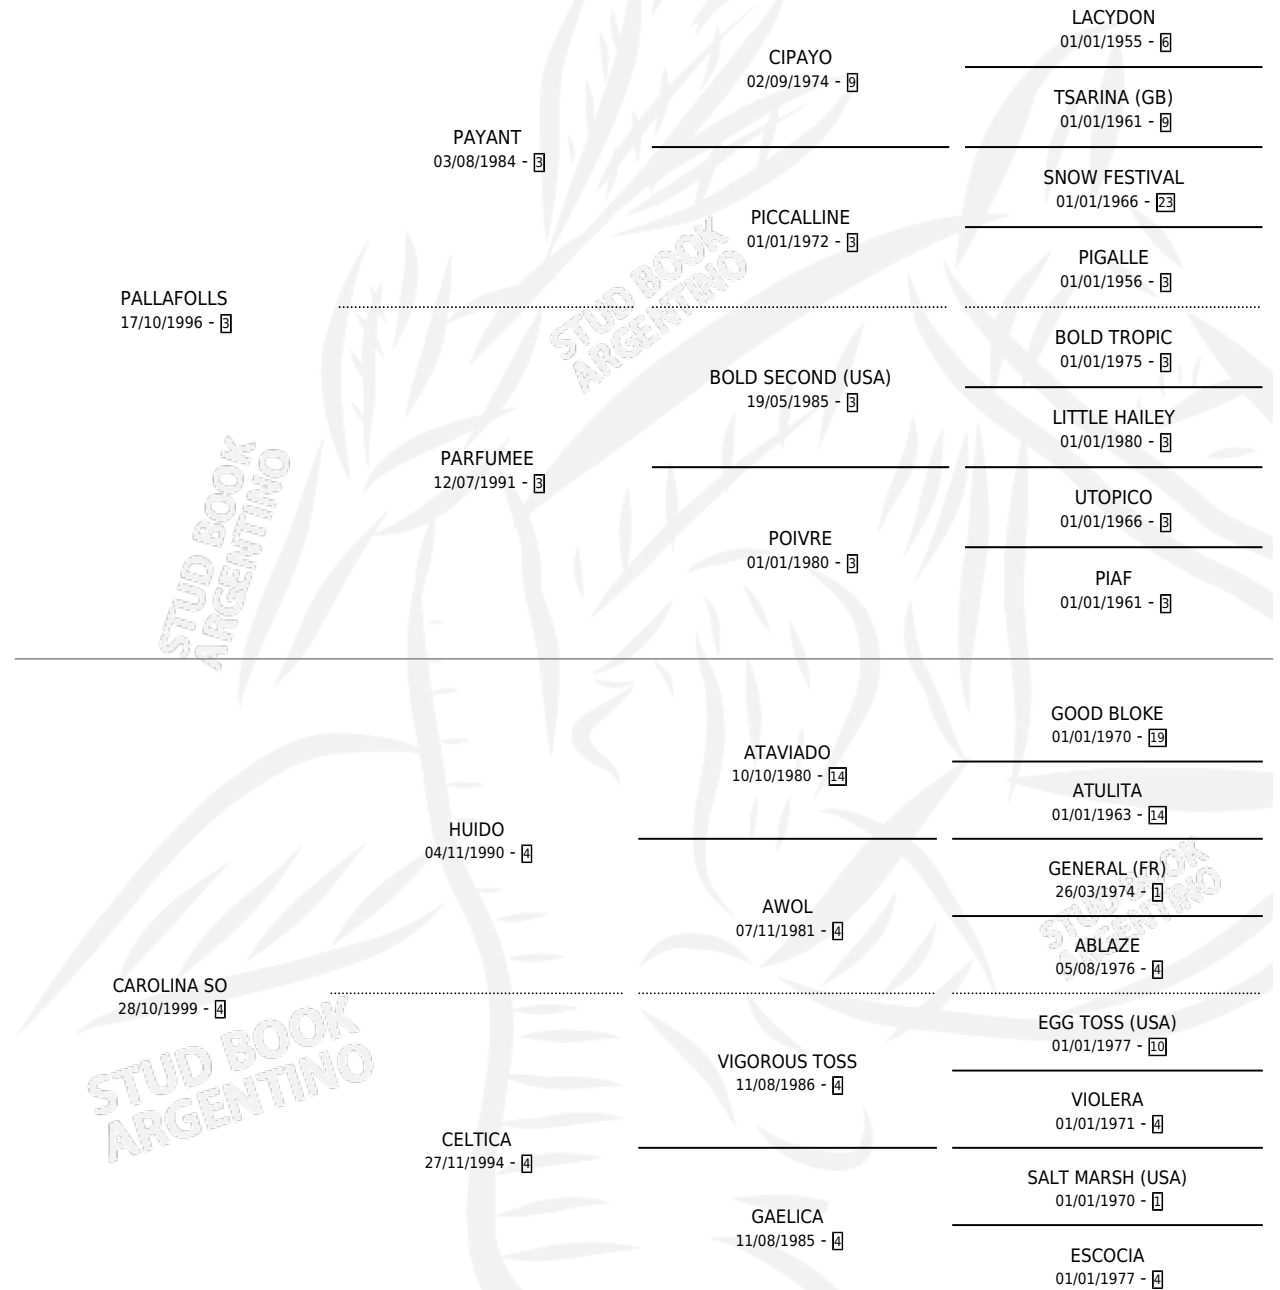 LACYDON
01/01/1955 - 6
CIPAYO
02/09/1974 - 9
TSARINA (GB)
01/01/1961 - 9
PAYANT
03/08/1984 - 3
SNOW FESTIVAL
01/01/1966 - 23
PICCALLINE
01/01/1972 - 3
PIGALLE
01/01/1956 - 3
PALLAFOLLS
17/10/1996 - 3
BOLD TROPIC
01/01/1975 - 3
BOLD SECOND (USA)
19/05/1985 - 3
LITTLE HAILEY
01/01/1980 - 3
PARFUMEE
12/07/1991 - 3
UTOPICO
01/01/1966 - 3
POIVRE
01/01/1980 - 3
PIAF
01/01/1961 - 3
GOOD BLOKE
01/01/1970 - 19
ATAVIADO
10/10/1980 - 14
ATULITA
01/01/1963 - 14
HUIDO
04/11/1990 - 4
GENERAL (FR)
26/03/1974 - 1
AWOL
07/11/1981 - 4
ABLAZE
05/08/1976 - 4
CAROLINA SO
28/10/1999 - 4
EGG TOSS (USA)
01/01/1977 - 10
VIGOROUS TOSS
11/08/1986 - 4
VIOLERA
01/01/1971 - 4
CELTICA
27/11/1994 - 4
SALT MARSH (USA)
01/01/1970 - 1
GAELICA
11/08/1985 - 4
ESCOCIA
01/01/1977 - 4
STUD BOOK
ARGENTINO
STUD BOOK
ARGENTINO
STUD BOOK
ARGENTINO
STUD BOOK
ARGENTINO